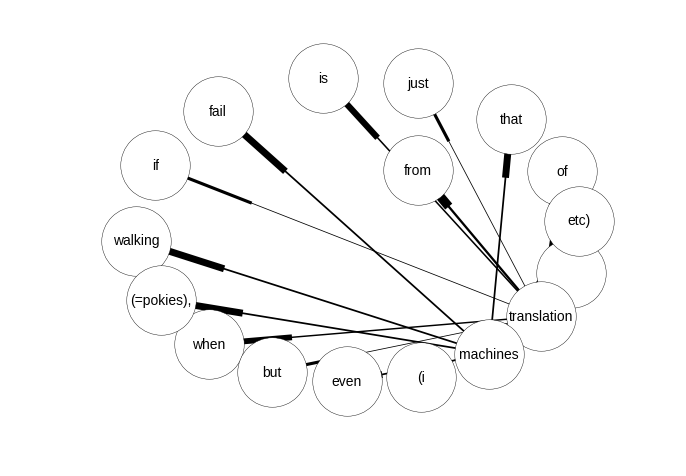 is
just
fail
that
if
from
of
etc)
walking
(=pokies),
translation
when
machines
but
even
(i